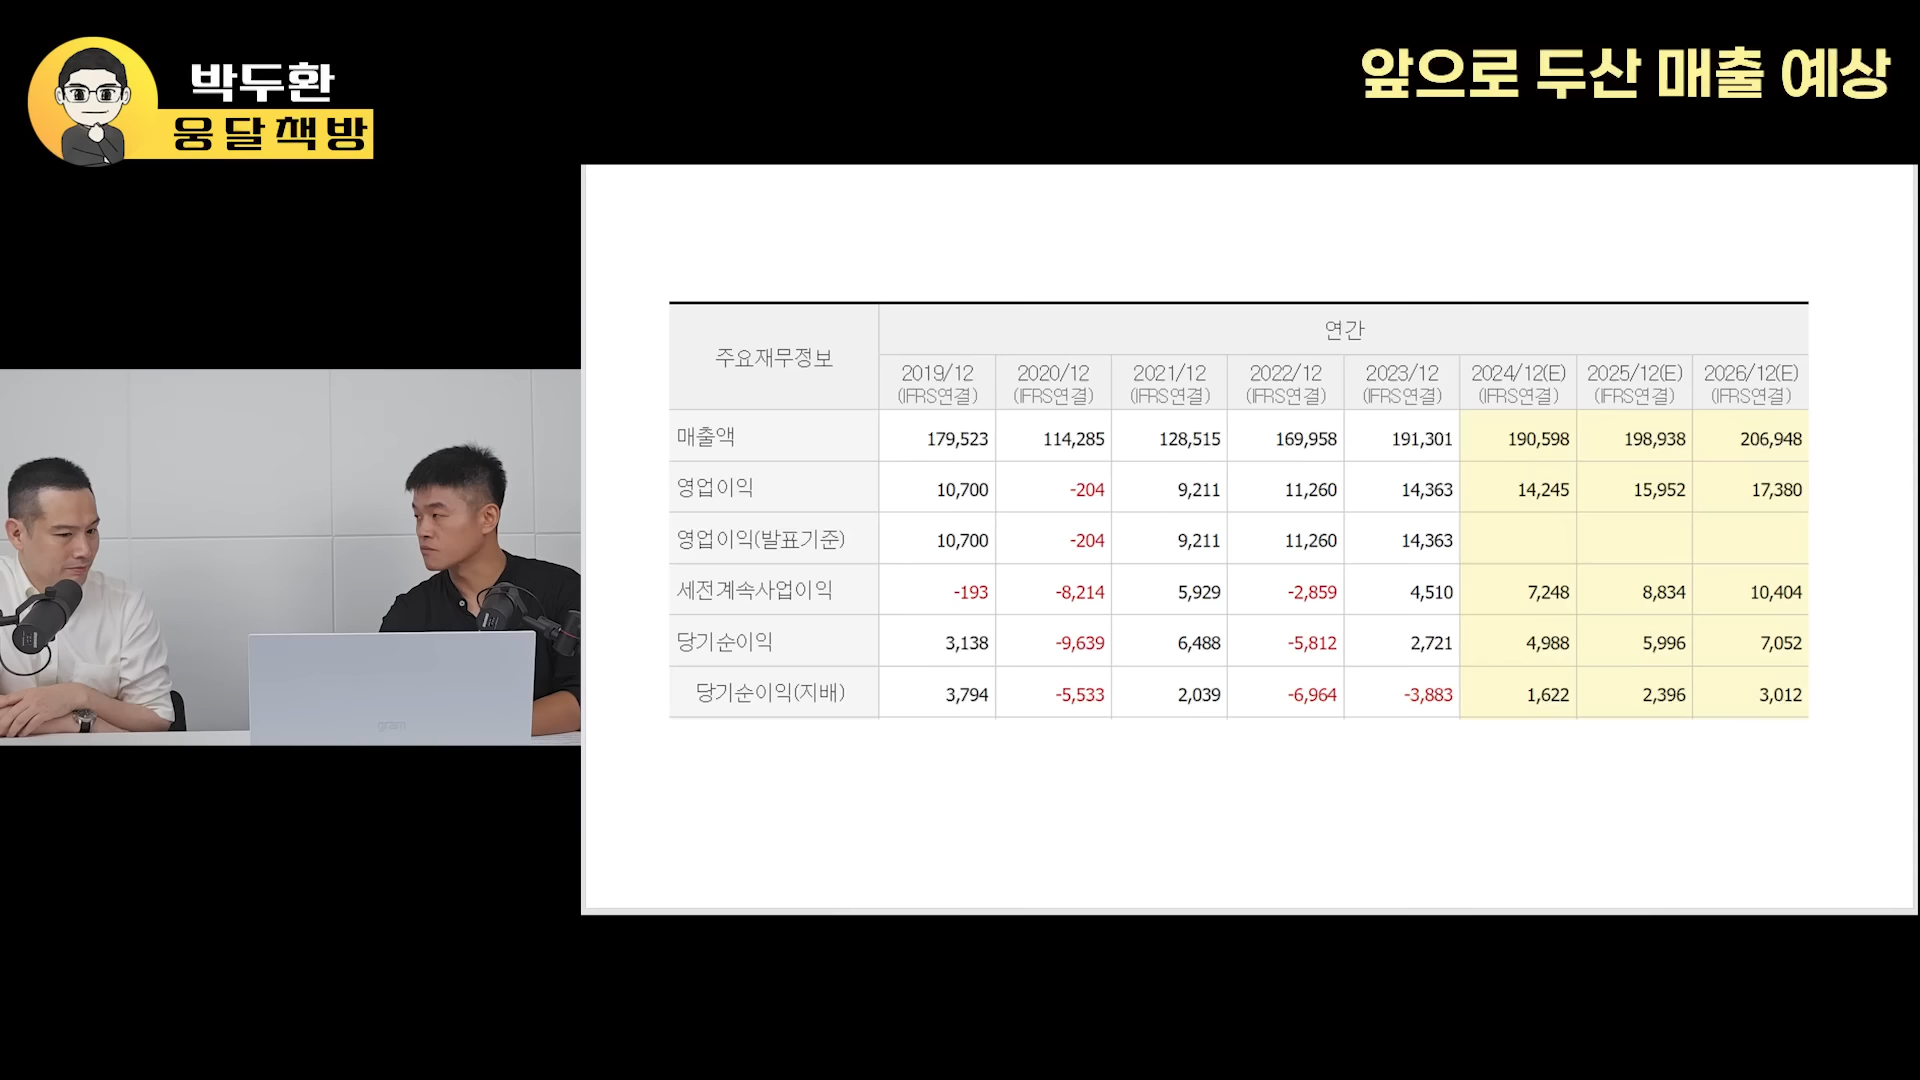 박두환
웅달책방
앞으로 두산 매출 예상
주요재무정보
연간
2019/12 2020/12 2021/12 2022/12 2023/12 2024/12(E) 2025/12(E) 2026/12(E)
(IFRS연결) (IFRS연결) (IFRS연결) (IFRS연결) (IFRS연결) (IFRS연결) (IFRS연결) (IFRS연결)
매출액 179,523 114,285 128,515 169,958 191,301 190,598 198,938 206,948
영업이익 10,700 -204 9,211 11,260 14,363 14,245 15,952 17,380
영업이익(발표기준) 10,700 -204 9,211 11,260 14,363
세전계속사업이익 -193 -8,214 5,929 -2,859 4,510 7,248 8,834 10,404
당기순이익 3,138 -9,639 6,488 -5,812 2,721 4,988 5,996 7,052
당기순이익(지배) 3,794 -5,533 2,039 -6,964 -3,883 1,622 2,396 3,012
gram